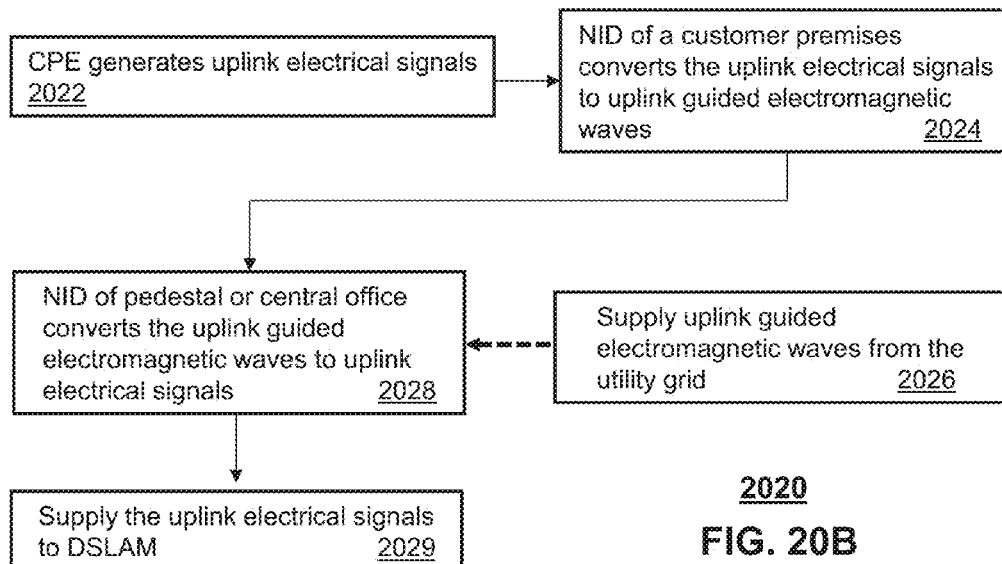 CPE generates uplink electrical signals
2022
NID of a customer premises
converts the uplink electrical signals
to uplink guided electromagnetic
waves 2024
NID of pedestal or central office
converts the uplink guided
electromagnetic waves to uplink
electrical signals 2028
Supply uplink guided
electromagnetic waves from the
utility grid 2026
Supply the uplink electrical signals
to DSLAM 2029
2020
FIG. 20B